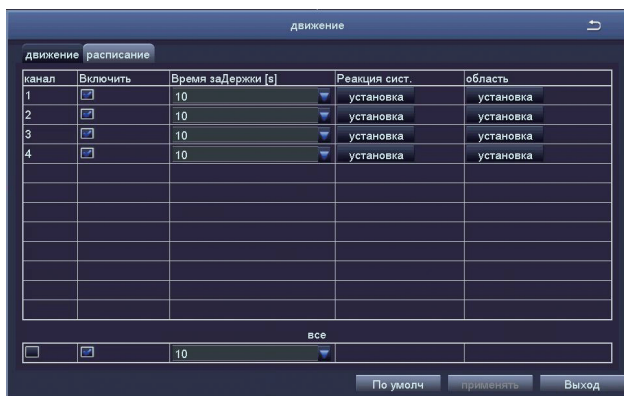 движение
движение расписание
канал Включить Время заДержки [s] Реакция сист. область
1 10 установка установка
2 10 установка установка
3 10 установка установка
4 10 установка установка
все
10
По умолч применять Выход